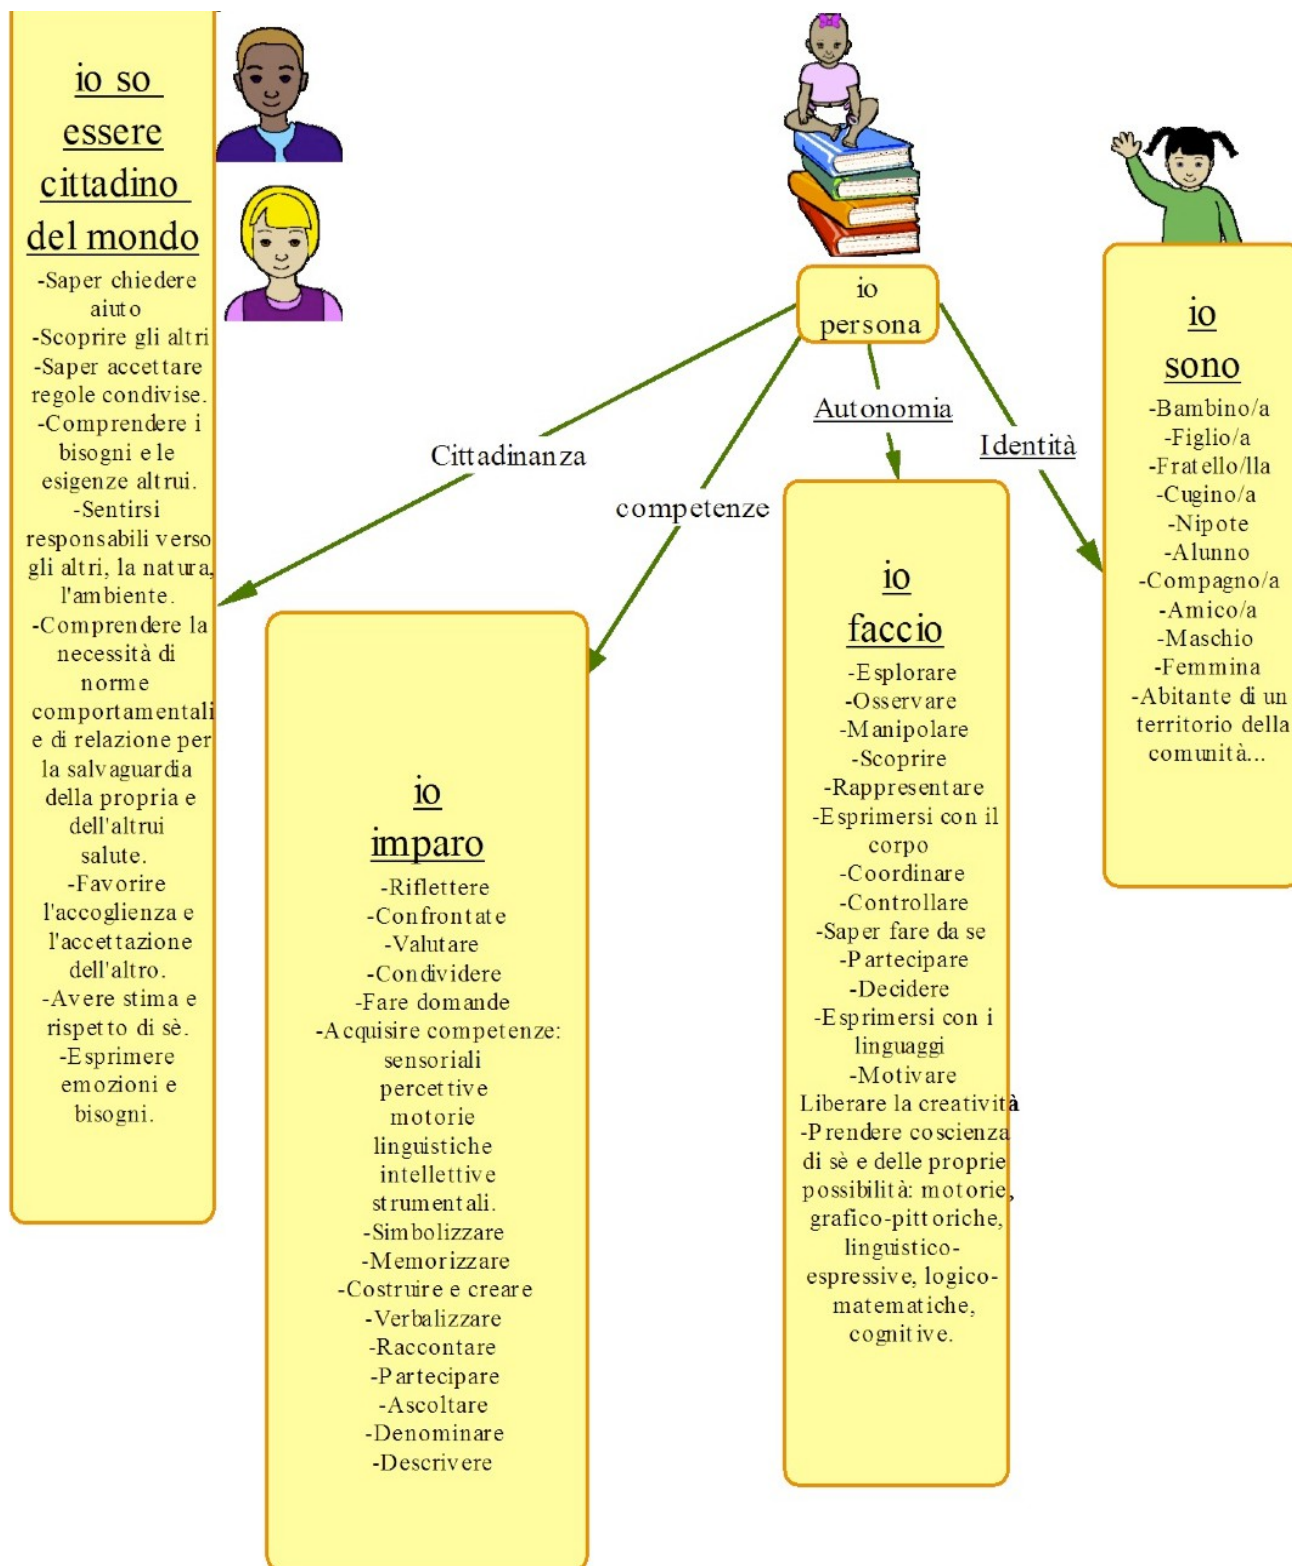 io so
essere
cittadino
del mondo
-Saper chiedere
aiuto
-Scoprire gli altri
-Saper accettare
regole condivise.
-Comprendere i
bisogni e le
esigenze altrui.
-Sentirsi
responsabili verso
gli altri, la natura,
l'ambiente.
-Comprendere la
necessità di
norme
comportamentali
e di relazione per
la salvaguardia
della propria e
dell'altrui
salute.
-Favorire
l'accoglienza e
l'accettazione
dell'altro.
-Avere stima e
rispetto di sè.
-Esprimere
emozioni e
bisogni.
io
persona
Cittadinanza
competenze
Autonomia
Identità
io
imparo
-Riflettere
-Confrontate
-Valutare
-Condividere
-Fare domande
-Acquisire competenze:
sensoriali
percettive
motorie
linguistiche
intellettive
strumentali.
-Simbolizzare
-Memorizzare
-Costruire e creare
-Verbalizzare
-Raccontare
-Partecipare
-Ascoltare
-Denominare
-Descrivere
io
faccio
-Esplorare
-Osservare
-Manipolare
-Scoprire
-Rappresentare
-Esprimersi con il
corpo
-Coordinare
-Controllare
-Saper fare da se
-Partecipare
-Decidere
-Esprimersi con i
linguaggi
-Motivare
Liberare la creatività
-Prendere coscienza
di sè e delle proprie
possibilità: motorie,
grafico-pittoriche,
linguistico-
espressive, logico-
matematiche,
cognitive.
io
sono
-Bambino/a
-Figlio/a
-Fratello/lla
-Cugino/a
-Nipote
-Alunno
-Compagno/a
-Amico/a
-Maschio
-Femmina
-Abitante di un
territorio della
comunità...